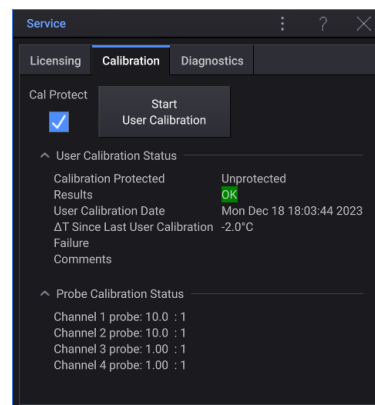 Service
?
Licensing Calibration Diagnostics
Cal Protect
Start
User Calibration
User Calibration Status
Calibration Protected Unprotected
Results OK
User Calibration Date Mon Dec 18 18:03:44 2023
ΔT Since Last User Calibration -2.0°C
Failure
Comments
Probe Calibration Status
Channel 1 probe: 10.0 : 1
Channel 2 probe: 10.0 : 1
Channel 3 probe: 1.00 : 1
Channel 4 probe: 1.00 : 1